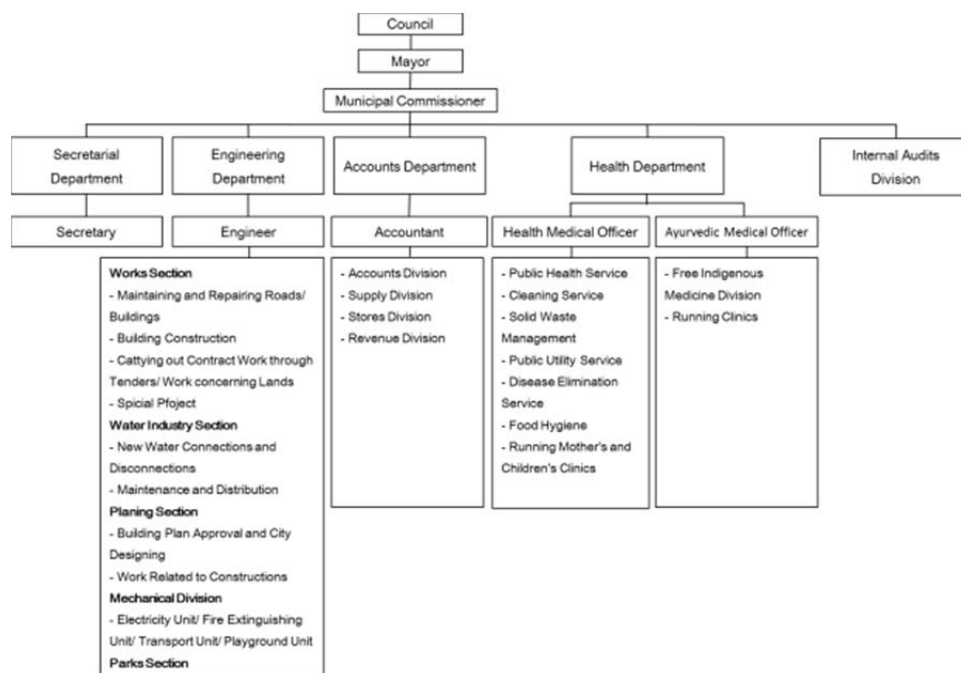 Council
Mayor
Municipal Commissioner
Secretarial
Department
Engineering
Department
Accounts Department
Health Department
Internal Audits
Division
Secretary
Engineer
Accountant
Health Medical Officer
Ayurvedic Medical Officer
Works Section
- Maintaining and Repairing Roads/
Buildings
- Building Construction
- Cattying out Contract Work through
Tenders/ Work concerning Lands
- Spicial Pfoject
Water Industry Section
- New Water Connections and
Disconnections
- Maintenance and Distribution
Planing Section
- Building Plan Approval and City
Designing
- Work Related to Constructions
Mechanical Division
- Electricity Unit/ Fire Extinguishing
Unit/ Transport Unit/ Playground Unit
Parks Section
- Accounts Division
- Supply Division
- Stores Division
- Revenue Division
- Public Health Service
- Cleaning Service
- Solid Waste
Management
- Public Utility Service
- Disease Elimination
Service
- Food Hygiene
- Running Mother's and
Children's Clinics
- Free Indigenous
Medicine Division
- Running Clinics